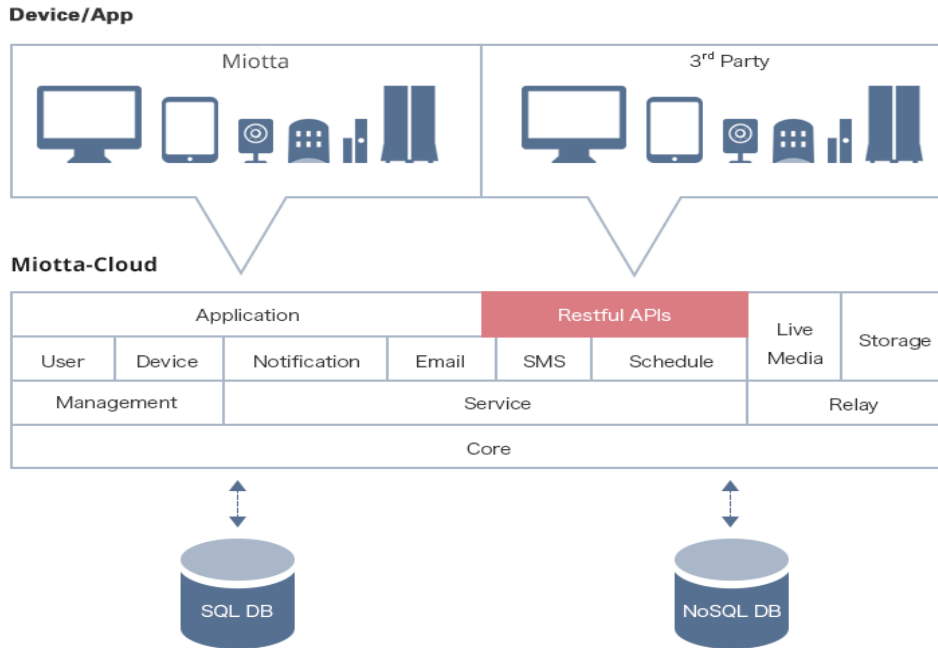 Device/App
Miotta
3rd Party
Miotta-Cloud
Application
Restful APIs
Live
Media
Storage
User
Device
Notification
Email
SMS
Schedule
Management
Service
Relay
Core
SQL DB
NoSQL DB